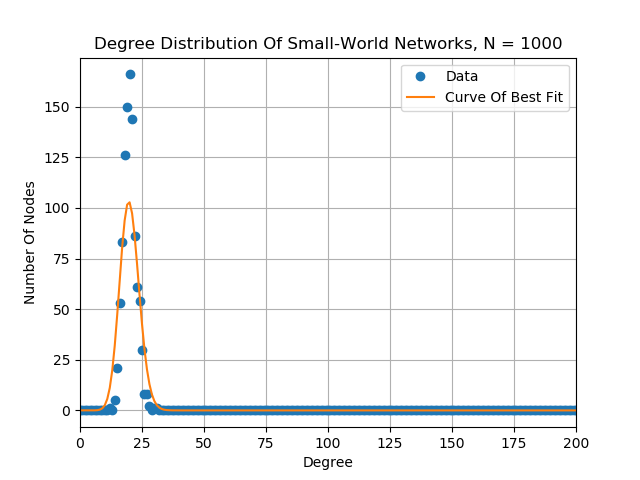 Degree Distribution Of Small-World Networks, N = 1000
Data
Curve Of Best Fit
Number Of Nodes
150
125
100
75
50
25
0
0 25 50 75 100 125 150 175 200
Degree